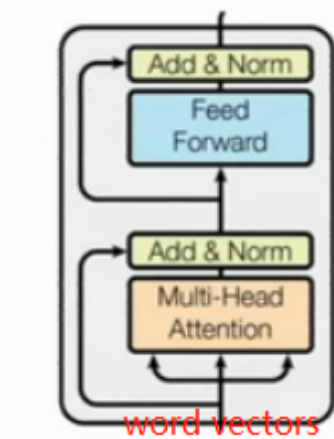 Add & Norm
Feed
Forward
Add & Norm
Multi-Head
Attention
word vectors